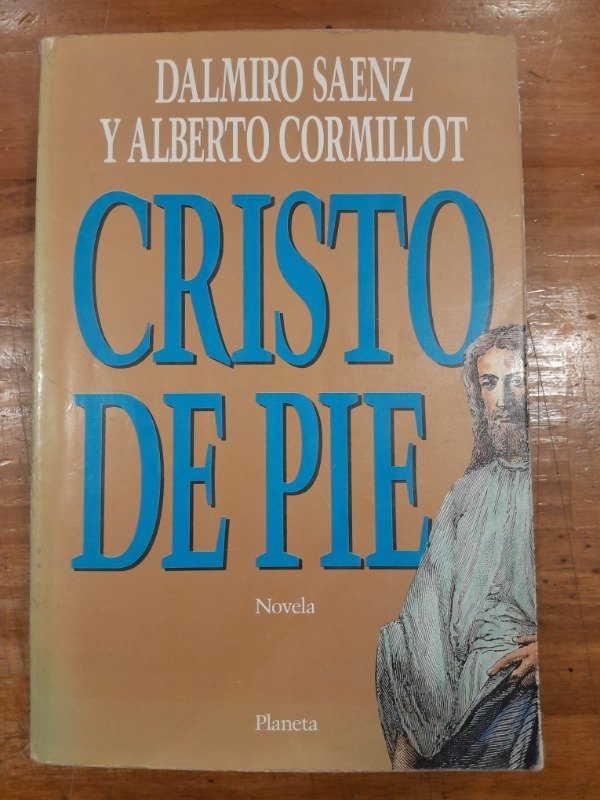 DALMIRO SAENZ
Y ALBERTO CORMILLOT
CRISTO
DE PIE
Novela
Planeta